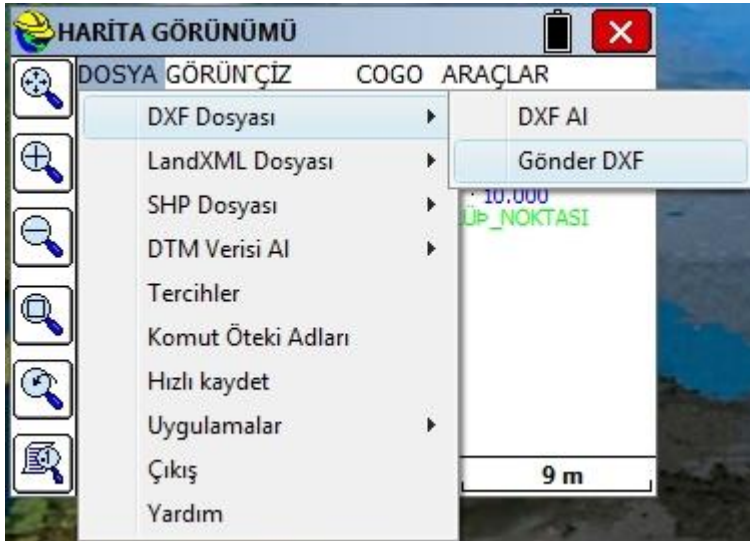 HARİTA GÖRÜNÜMÜ
DOSYA GÖRÜN ÇİZ COGO ARAÇLAR
DXF Dosyası
DXF Al
LandXML Dosyası
Gönder DXF
SHP Dosyası
: 10.000
ÜÞ_NOKTASI
DTM Verisi Al
Tercihler
Komut Öteki Adları
Hızlı kaydet
Uygulamalar
Çıkış
9 m
Yardım